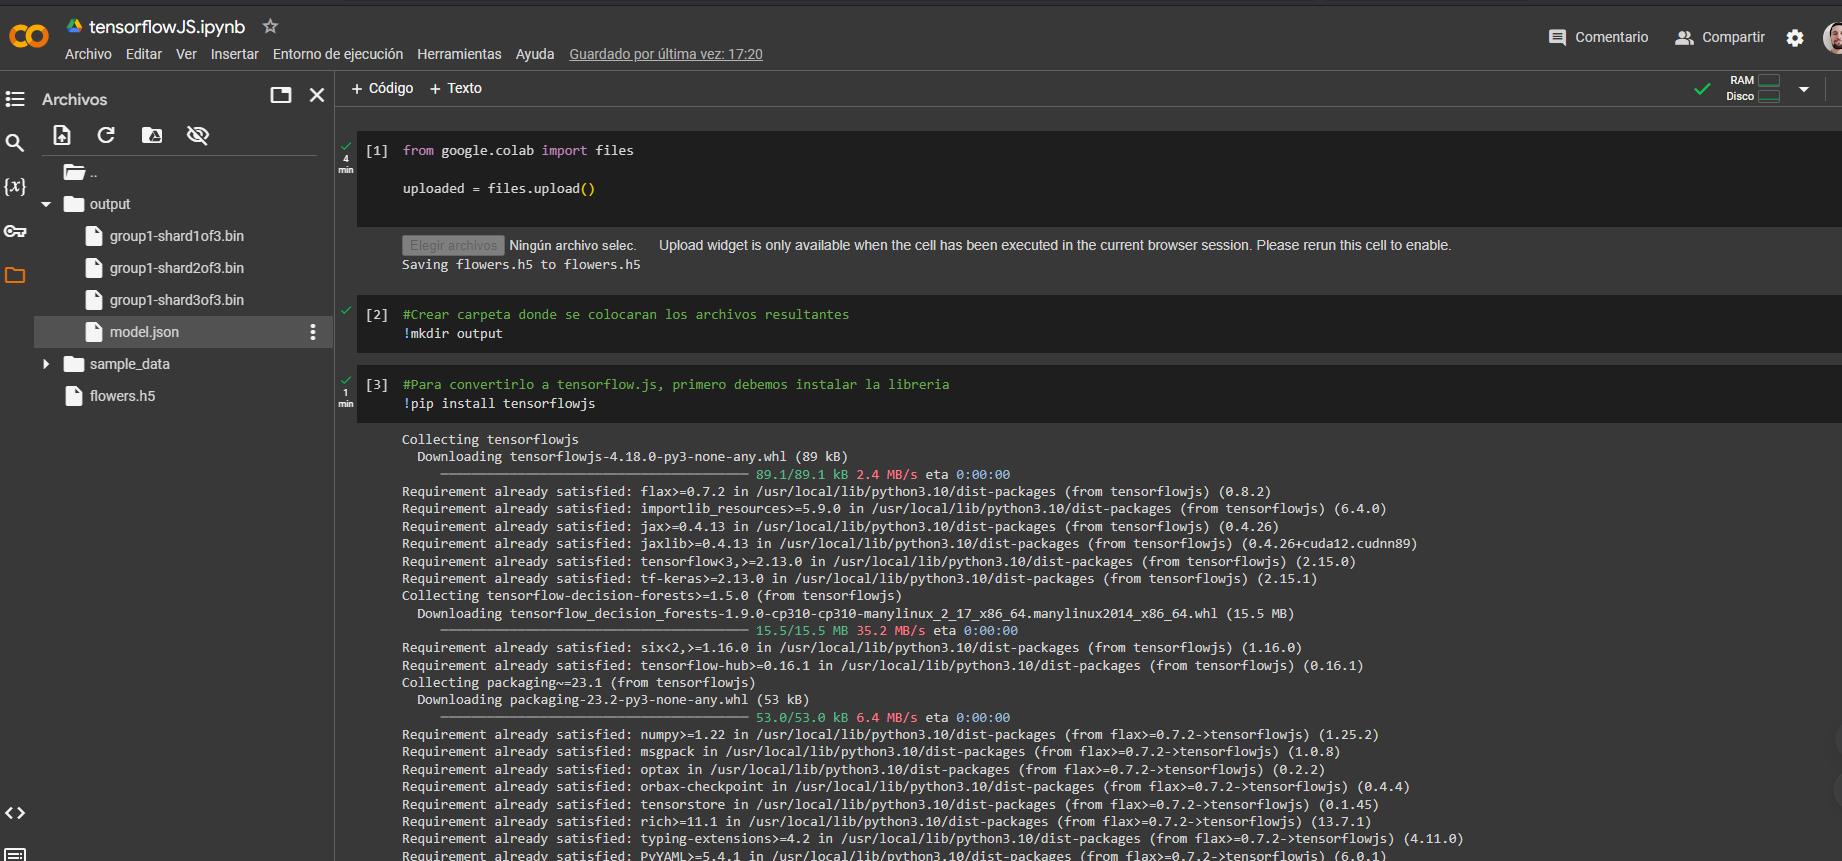 tensorflowJS.ipynb
Archivo Editar Ver Insertar Entorno de ejecución Herramientas Ayuda Guardado por última vez: 17:20
Comentario Compartir
Archivos
+ Código + Texto
RAM
Disco
..
output
group1-shard1of3.bin
group1-shard2of3.bin
group1-shard3of3.bin
model.json
sample_data
flowers.h5
{x}
4
min
[1] from google.colab import files
uploaded = files.upload()
Elegir archivos Ningún archivo selec. Upload widget is only available when the cell has been executed in the current browser session. Please rerun this cell to enable.
Saving flowers.h5 to flowers.h5
[2] #Crear carpeta donde se colocaran los archivos resultantes
!mkdir output
1
min
[3] #Para convertirlo a tensorflow.js, primero debemos instalar la libreria
!pip install tensorflowjs
Collecting tensorflowjs
Downloading tensorflowjs-4.18.0-py3-none-any.whl (89 kB)
89.1/89.1 kB 2.4 MB/s eta 0:00:00
Requirement already satisfied: flax>=0.7.2 in /usr/local/lib/python3.10/dist-packages (from tensorflowjs) (0.8.2)
Requirement already satisfied: importlib_resources>=5.9.0 in /usr/local/lib/python3.10/dist-packages (from tensorflowjs) (6.4.0)
Requirement already satisfied: jax>=0.4.13 in /usr/local/lib/python3.10/dist-packages (from tensorflowjs) (0.4.26)
Requirement already satisfied: jaxlib>=0.4.13 in /usr/local/lib/python3.10/dist-packages (from tensorflowjs) (0.4.26+cuda12.cudnn89)
Requirement already satisfied: tensorflow<3,>=2.13.0 in /usr/local/lib/python3.10/dist-packages (from tensorflowjs) (2.15.0)
Requirement already satisfied: tf-keras>=2.13.0 in /usr/local/lib/python3.10/dist-packages (from tensorflowjs) (2.15.1)
Collecting tensorflow-decision-forests>=1.5.0 (from tensorflowjs)
Downloading tensorflow_decision_forests-1.9.0-cp310-cp310-manylinux_2_17_x86_64.manylinux2014_x86_64.whl (15.5 MB)
15.5/15.5 MB 35.2 MB/s eta 0:00:00
Requirement already satisfied: six<2,>=1.16.0 in /usr/local/lib/python3.10/dist-packages (from tensorflowjs) (1.16.0)
Requirement already satisfied: tensorflow-hub>=0.16.1 in /usr/local/lib/python3.10/dist-packages (from tensorflowjs) (0.16.1)
Collecting packaging~=23.1 (from tensorflowjs)
Downloading packaging-23.2-py3-none-any.whl (53 kB)
53.0/53.0 kB 6.4 MB/s eta 0:00:00
Requirement already satisfied: numpy>=1.22 in /usr/local/lib/python3.10/dist-packages (from flax>=0.7.2->tensorflowjs) (1.25.2)
Requirement already satisfied: msgpack in /usr/local/lib/python3.10/dist-packages (from flax>=0.7.2->tensorflowjs) (1.0.8)
Requirement already satisfied: optax in /usr/local/lib/python3.10/dist-packages (from flax>=0.7.2->tensorflowjs) (0.2.2)
Requirement already satisfied: orbax-checkpoint in /usr/local/lib/python3.10/dist-packages (from flax>=0.7.2->tensorflowjs) (0.4.4)
Requirement already satisfied: tensorstore in /usr/local/lib/python3.10/dist-packages (from flax>=0.7.2->tensorflowjs) (0.1.45)
Requirement already satisfied: rich>=11.1 in /usr/local/lib/python3.10/dist-packages (from flax>=0.7.2->tensorflowjs) (13.7.1)
Requirement already satisfied: typing-extensions>=4.2 in /usr/local/lib/python3.10/dist-packages (from flax>=0.7.2->tensorflowjs) (4.11.0)
Requirement already satisfied: PyYAML>=5.4.1 in /usr/local/lib/python3.10/dist-packages (from flax>=0.7.2->tensorflowjs) (6.0.1)